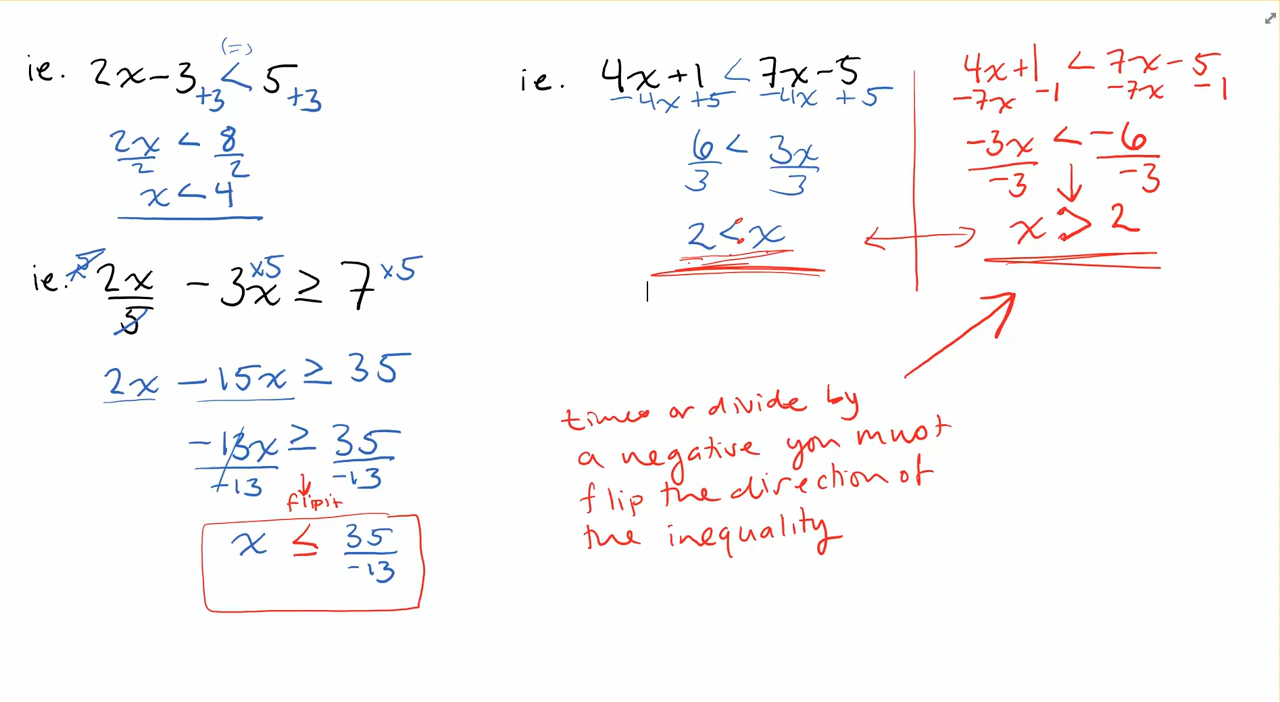 ie. 2x - 3 < 5
(=)
+3 +3
2x < 8
2 2
x < 4
ie. 2x/5 - 3x ≥ 7
x5 x5 x5
2x - 15x ≥ 35
-13x ≥ 35
-13 -13
flip it
x ≤ 35/-13
ie. 4x+1 < 7x-5
-4x +5 -4x +5
6 < 3x
3 3
2 < x
4x+1 < 7x-5
-7x -1 -7x -1
-3x < -6
-3 -3
x > 2
times or divide by
a negative you must
flip the direction of
the inequality